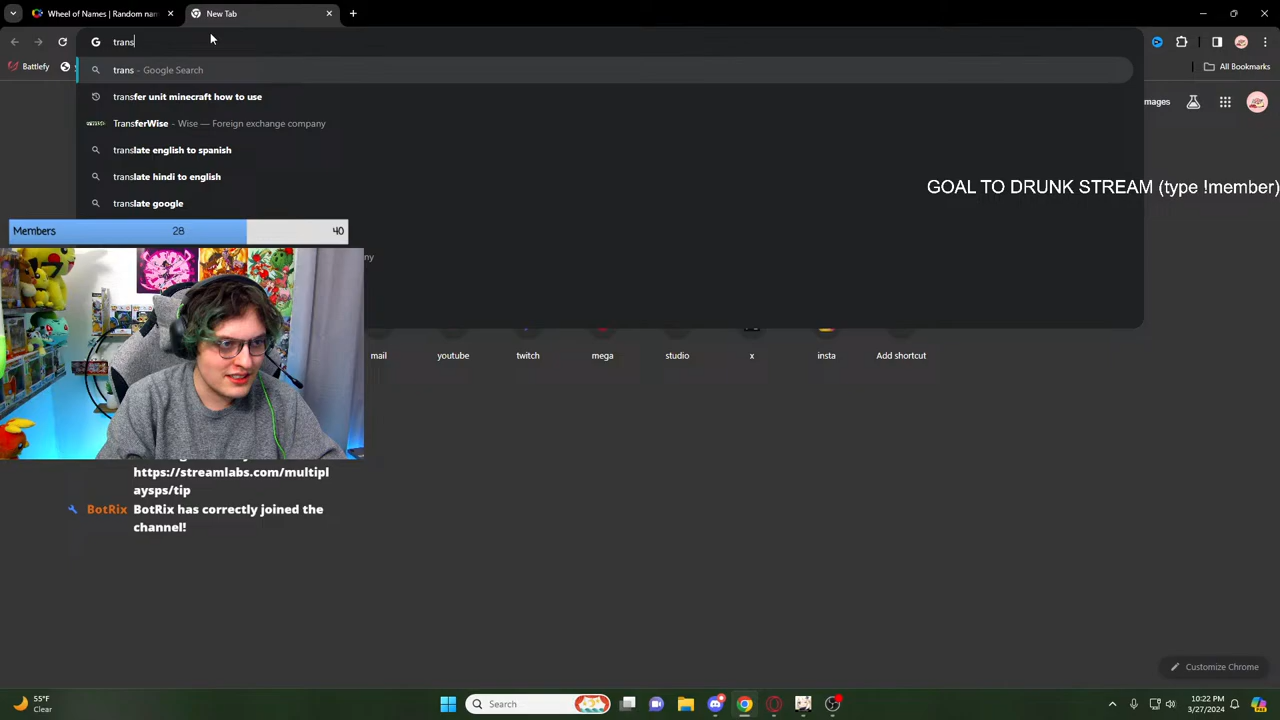 Wheel of Names | Random nam
New Tab
trans
trans - Google Search
transfer unit minecraft how to use
TransferWise - Wise — Foreign exchange company
translate english to spanish
translate hindi to english
translate google
ny
Battlefy
All Bookmarks
mages
GOAL TO DRUNK STREAM (type !member)
Members 28 40
mail
youtube
twitch
mega
studio
x
insta
Add shortcut
https://streamlabs.com/multipl
aysps/tip
BotRix BotRix has correctly joined the
channel!
Customize Chrome
55°F
Clear
Search
10:22 PM
3/27/2024